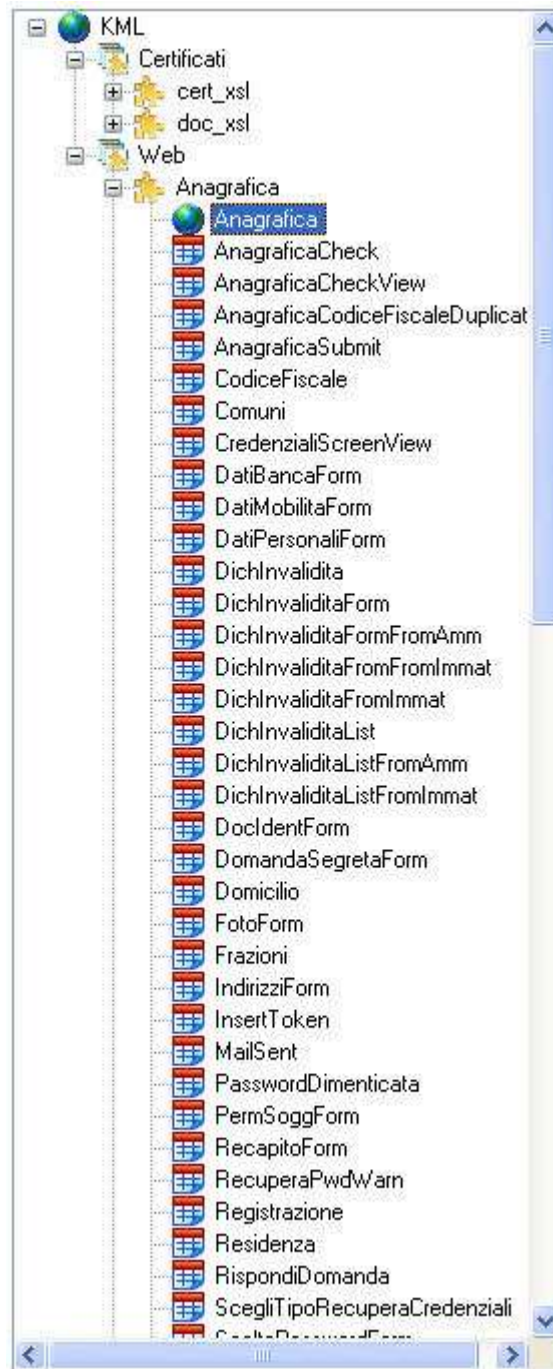 KML
Certificati
cert_xsl
doc_xsl
Web
Anagrafica
Anagrafica
AnagraficaCheck
AnagraficaCheckView
AnagraficaCodiceFiscaleDuplicat
AnagraficaSubmit
CodiceFiscale
Comuni
CredenzialiScreenView
DatiBancaForm
DatiMobilitaForm
DatiPersonaliForm
DichInvalidita
DichInvaliditaForm
DichInvaliditaFormFromAmm
DichInvaliditaFromFromImmat
DichInvaliditaFromImmat
DichInvaliditaList
DichInvaliditaListFromAmm
DichInvaliditaListFromImmat
DocIdentForm
DomandaSegretaForm
Domicilio
FotoForm
Frazioni
IndirizziForm
InsertToken
MailSent
PasswordDimenticata
PermSoggForm
RecapitoForm
RecuperaPwdWarn
Registrazione
Residenza
RispondiDomanda
ScegliTipoRecuperaCredenziali